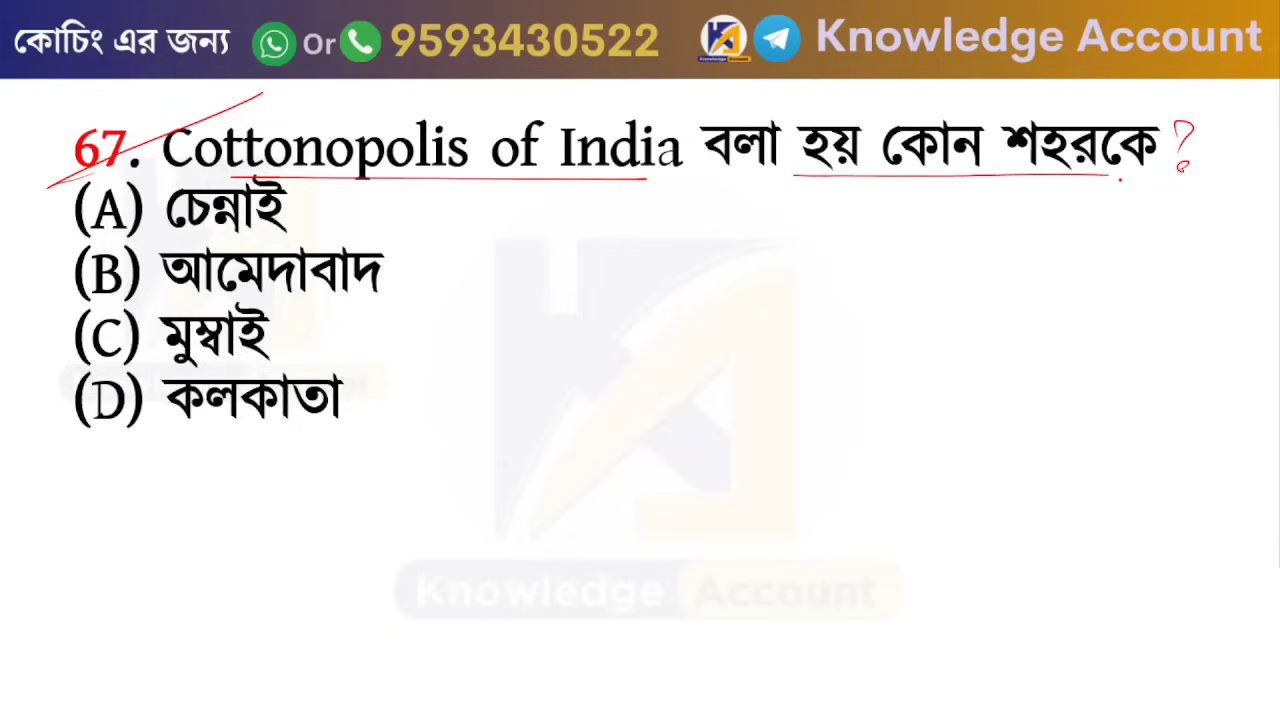 কোচিং এর জন্য Or 9593430522 Knowledge Account
67. Cottonopolis of India বলা হয় কোন শহরকে ?
(A) চেন্নাই
(B) আমেদাবাদ
(C) মুম্বাই
(D) কলকাতা
Knowledge Account